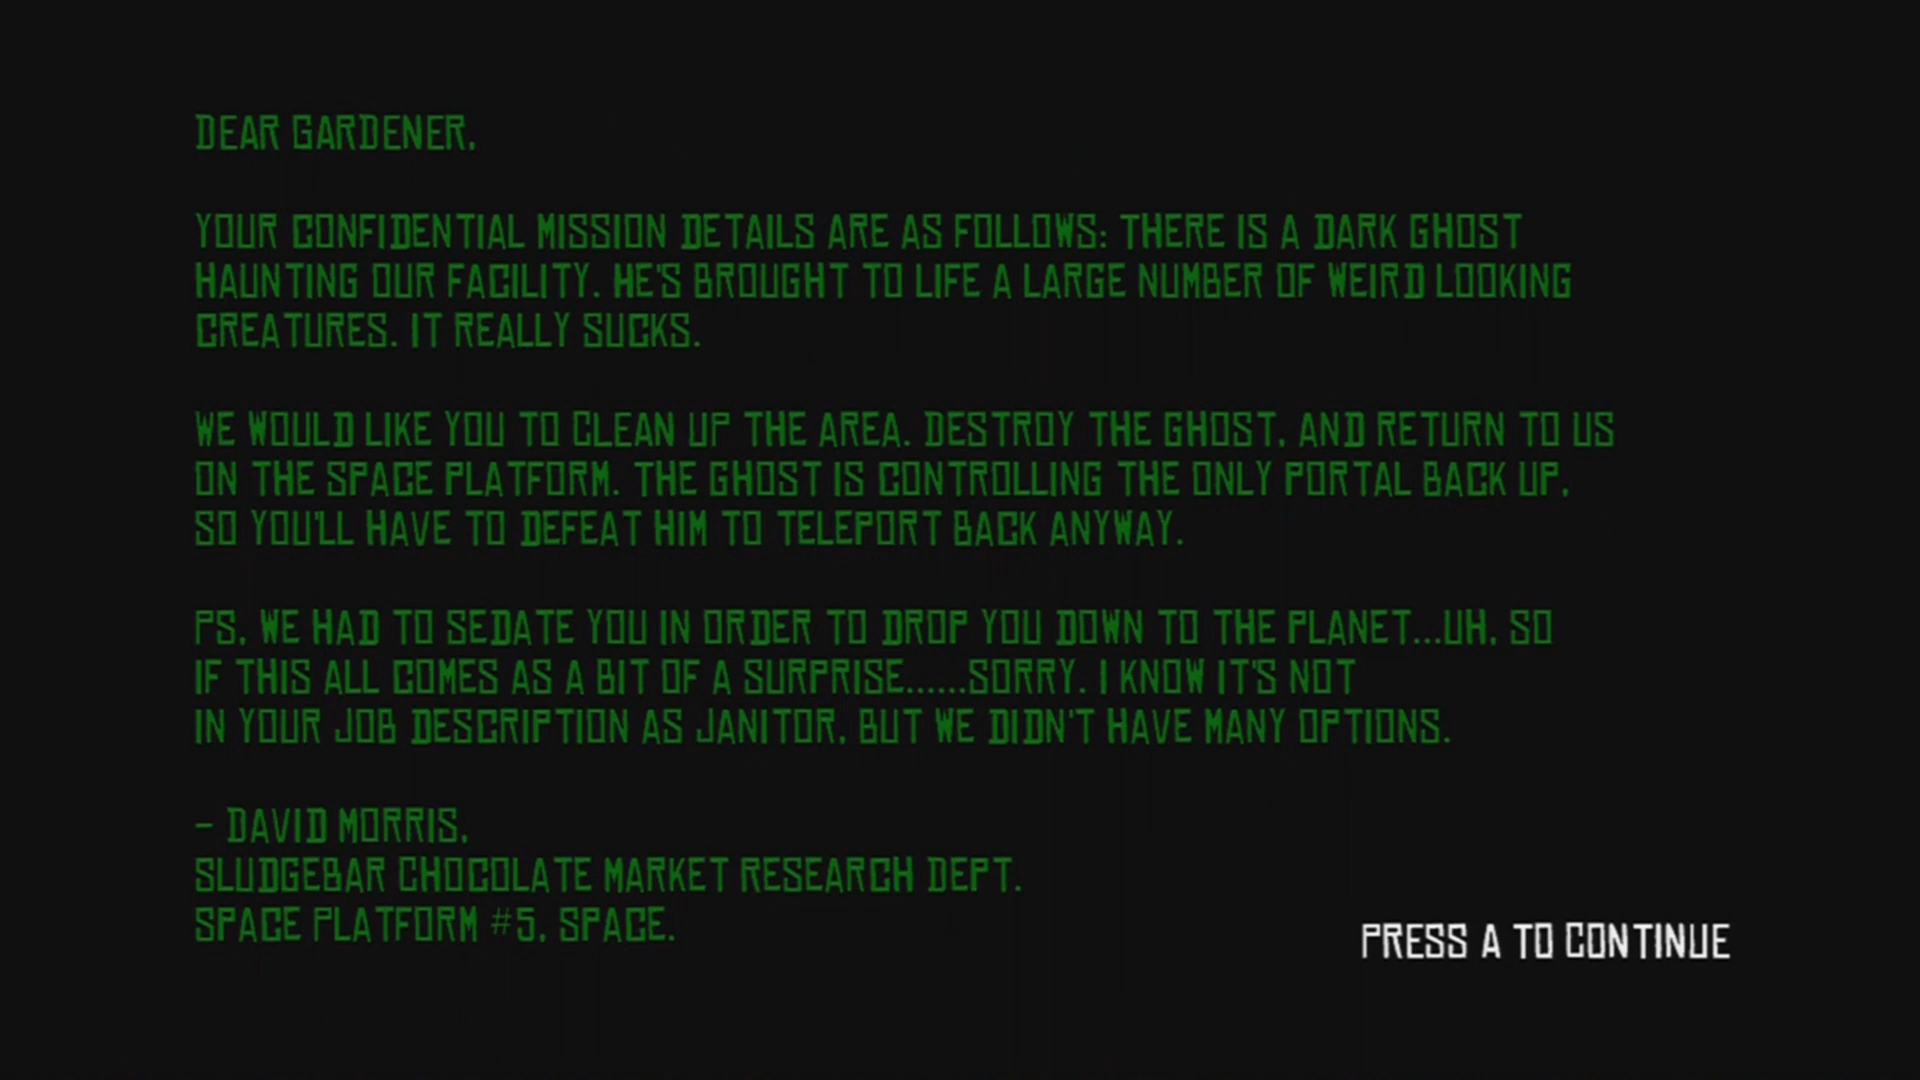 DEAR GARDENER,
YOUR CONFIDENTIAL MISSION DETAILS ARE AS FOLLOWS: THERE IS A DARK GHOST
HAUNTING OUR FACILITY. HE'S BROUGHT TO LIFE A LARGE NUMBER OF WEIRD LOOKING
CREATURES. IT REALLY SUCKS.
WE WOULD LIKE YOU TO CLEAN UP THE AREA. DESTROY THE GHOST, AND RETURN TO US
ON THE SPACE PLATFORM. THE GHOST IS CONTROLLING THE ONLY PORTAL BACK UP,
SO YOU'LL HAVE TO DEFEAT HIM TO TELEPORT BACK ANYWAY.
PS, WE HAD TO SEDATE YOU IN ORDER TO DROP YOU DOWN TO THE PLANET...UH, SO
IF THIS ALL COMES AS A BIT OF A SURPRISE......SORRY. I KNOW IT'S NOT
IN YOUR JOB DESCRIPTION AS JANITOR, BUT WE DIDN'T HAVE MANY OPTIONS.
- DAVID MORRIS,
SLUDGEBAR CHOCOLATE MARKET RESEARCH DEPT.
SPACE PLATFORM #5, SPACE.
PRESS A TO CONTINUE